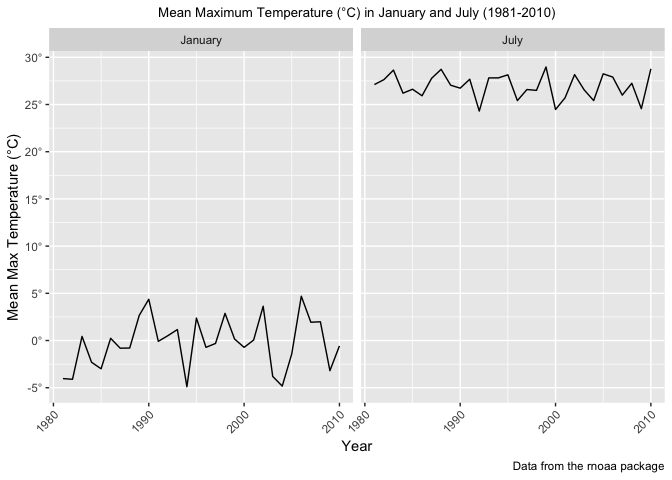 Mean Maximum Temperature (°C) in January and July (1981-2010)
January
July
30°
25°
20°
15°
10°
5°
0°
-5°
Mean Max Temperature (°C)
1980
1990
2000
2010
1980
1990
2000
2010
Year
Data from the rnoaa package